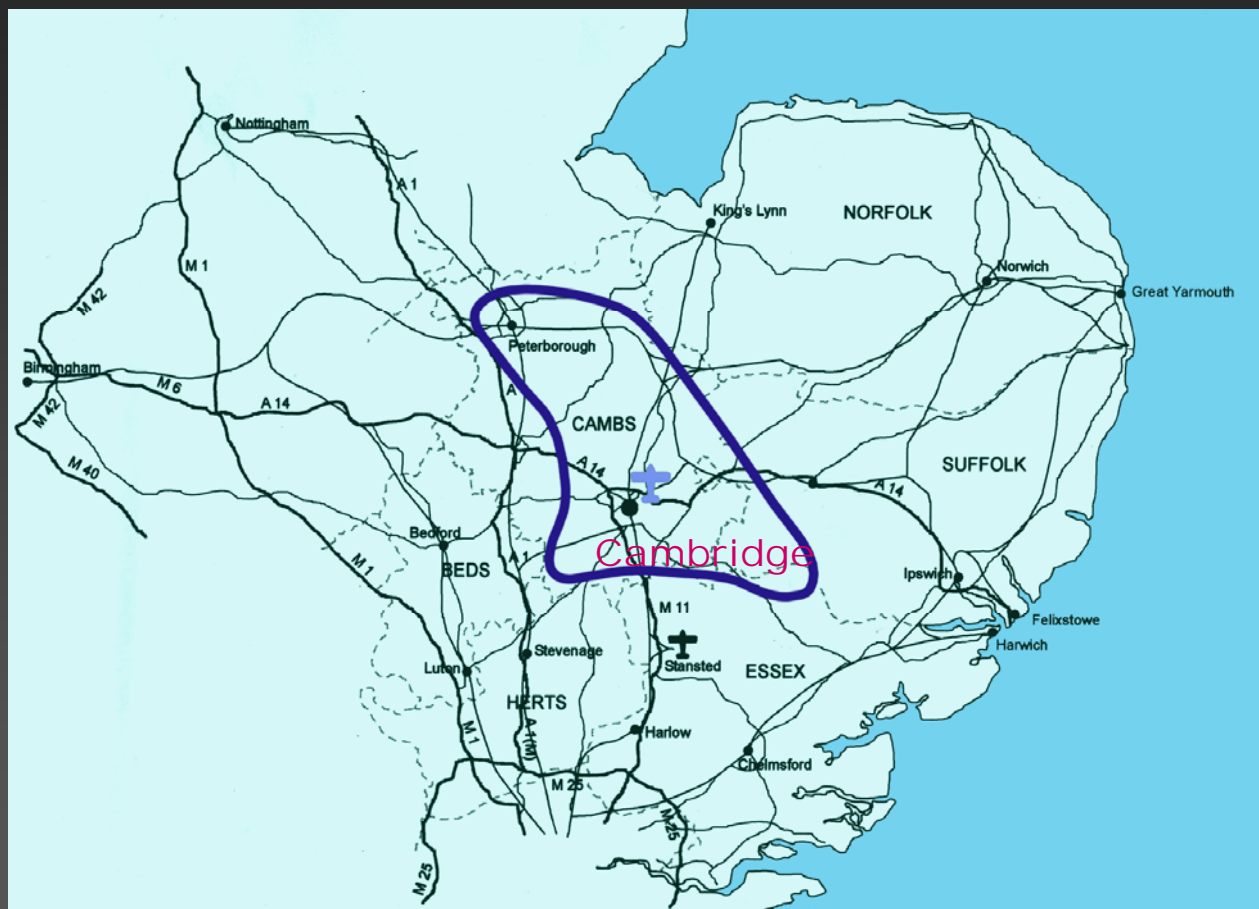 Nottingham
A 1
King's Lynn
NORFOLK
M 1
Norwich
M 42
Great Yarmouth
Peterborough
Birmingham
M 6
A
A 14
M 42
CAMBS
M 40
A 14
SUFFOLK
A 14
Bedford
Cambridge
A 1
M 1
BEDS
Ipswich
M 11
Felixstowe
Harwich
Stevenage
Luton
Stansted
ESSEX
HERTS
M 1
A 1(M)
Harlow
Chelmsford
M 25
M 25
M 25